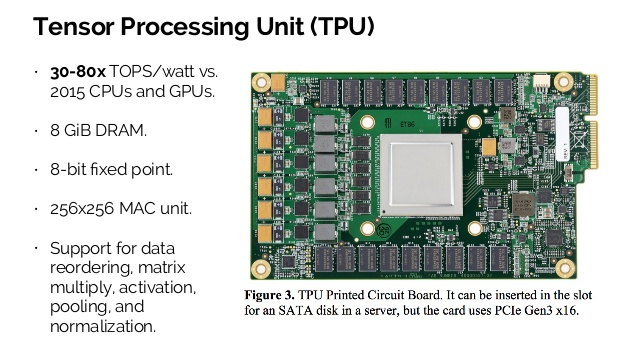 Tensor Processing Unit (TPU)
· 30-80x TOPS/watt vs.
2015 CPUs and GPUs.
· 8 GiB DRAM.
· 8-bit fixed point.
· 256x256 MAC unit.
· Support for data
reordering, matrix
multiply, activation,
pooling, and
normalization.
Figure 3. TPU Printed Circuit Board. It can be inserted in the slot
for an SATA disk in a server, but the card uses PCIe Gen3 x16.